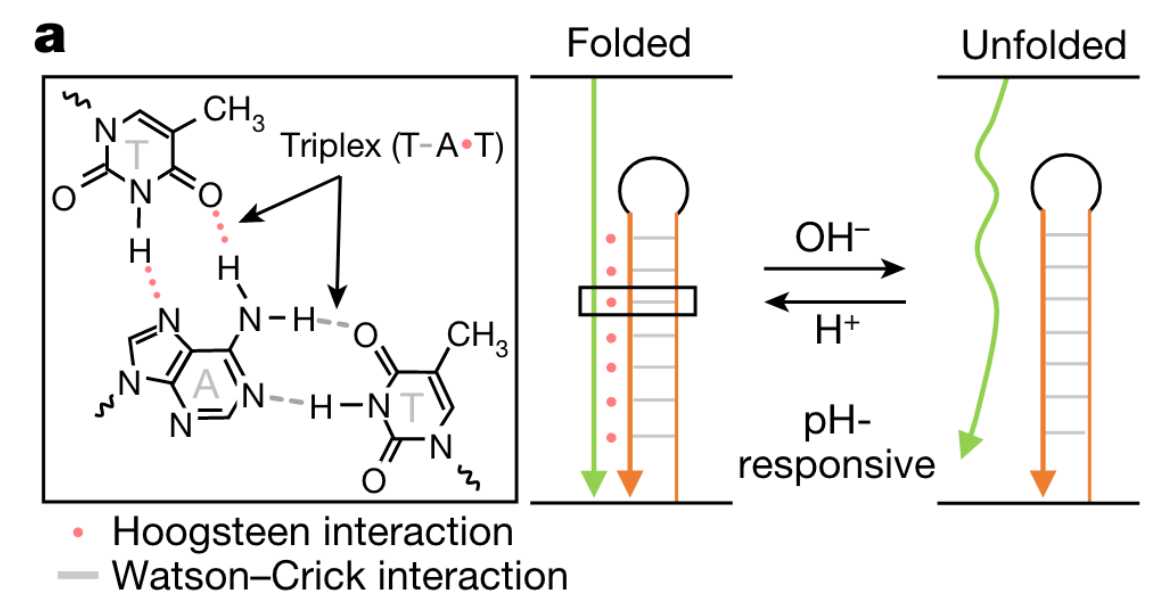 a
Folded
Unfolded
CH₃
N
T
Triplex (T–A•T)
O
N
O
H
H
H
N
N
H
O
CH₃
N
A
N
H
N
T
N
N
O
OH⁻
H⁺
pH-
responsive
Hoogsteen interaction
Watson–Crick interaction